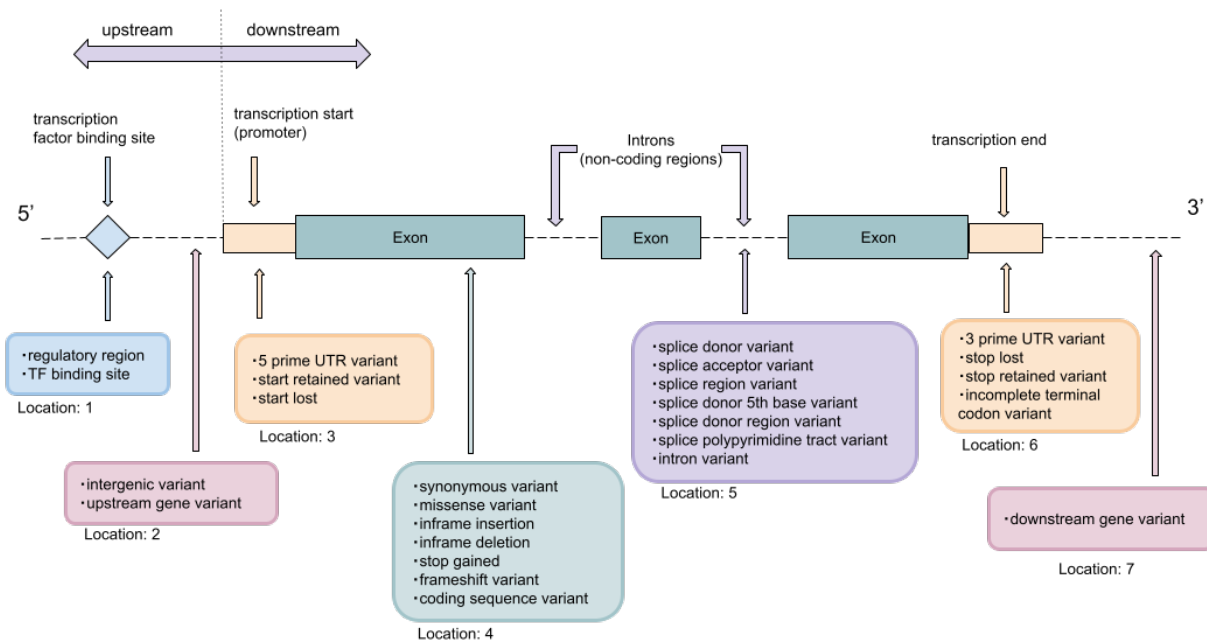 upstream
downstream
transcription
factor binding site
transcription start
(promoter)
Introns
(non-coding regions)
transcription end
5’
3’
Exon
Exon
Exon
・regulatory region
・TF binding site
Location: 1
・intergenic variant
・upstream gene variant
Location: 2
・5 prime UTR variant
・start retained variant
・start lost
Location: 3
・synonymous variant
・missense variant
・inframe insertion
・inframe deletion
・stop gained
・frameshift variant
・coding sequence variant
Location: 4
・splice donor variant
・splice acceptor variant
・splice region variant
・splice donor 5th base variant
・splice donor region variant
・splice polypyrimidine tract variant
・intron variant
Location: 5
・3 prime UTR variant
・stop lost
・stop retained variant
・incomplete terminal
codon variant
Location: 6
・downstream gene variant
Location: 7